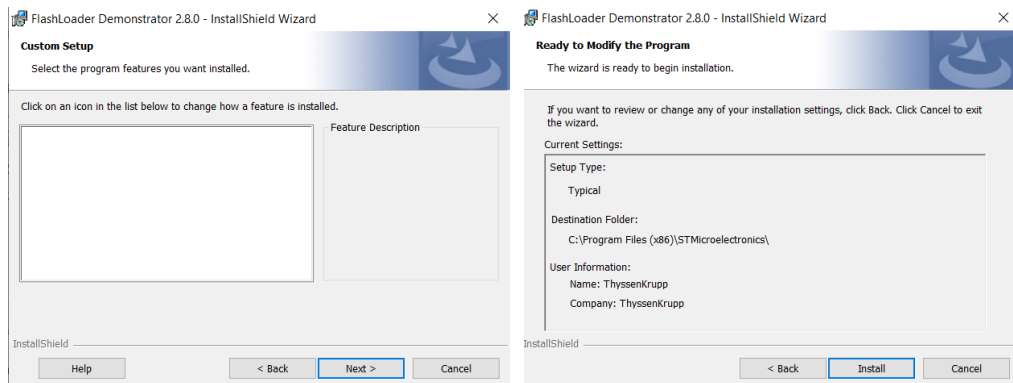 FlashLoader Demonstrator 2.8.0 - InstallShield Wizard
Custom Setup
Select the program features you want installed.
Click on an icon in the list below to change how a feature is installed.
Feature Description
InstallShield
Help
< Back
Next >
Cancel
FlashLoader Demonstrator 2.8.0 - InstallShield Wizard
Ready to Modify the Program
The wizard is ready to begin installation.
If you want to review or change any of your installation settings, click Back. Click Cancel to exit
the wizard.
Current Settings:
Setup Type:
Typical
Destination Folder:
C:\Program Files (x86)\STMicroelectronics\
User Information:
Name: ThyssenKrupp
Company: ThyssenKrupp
InstallShield
< Back
Install
Cancel